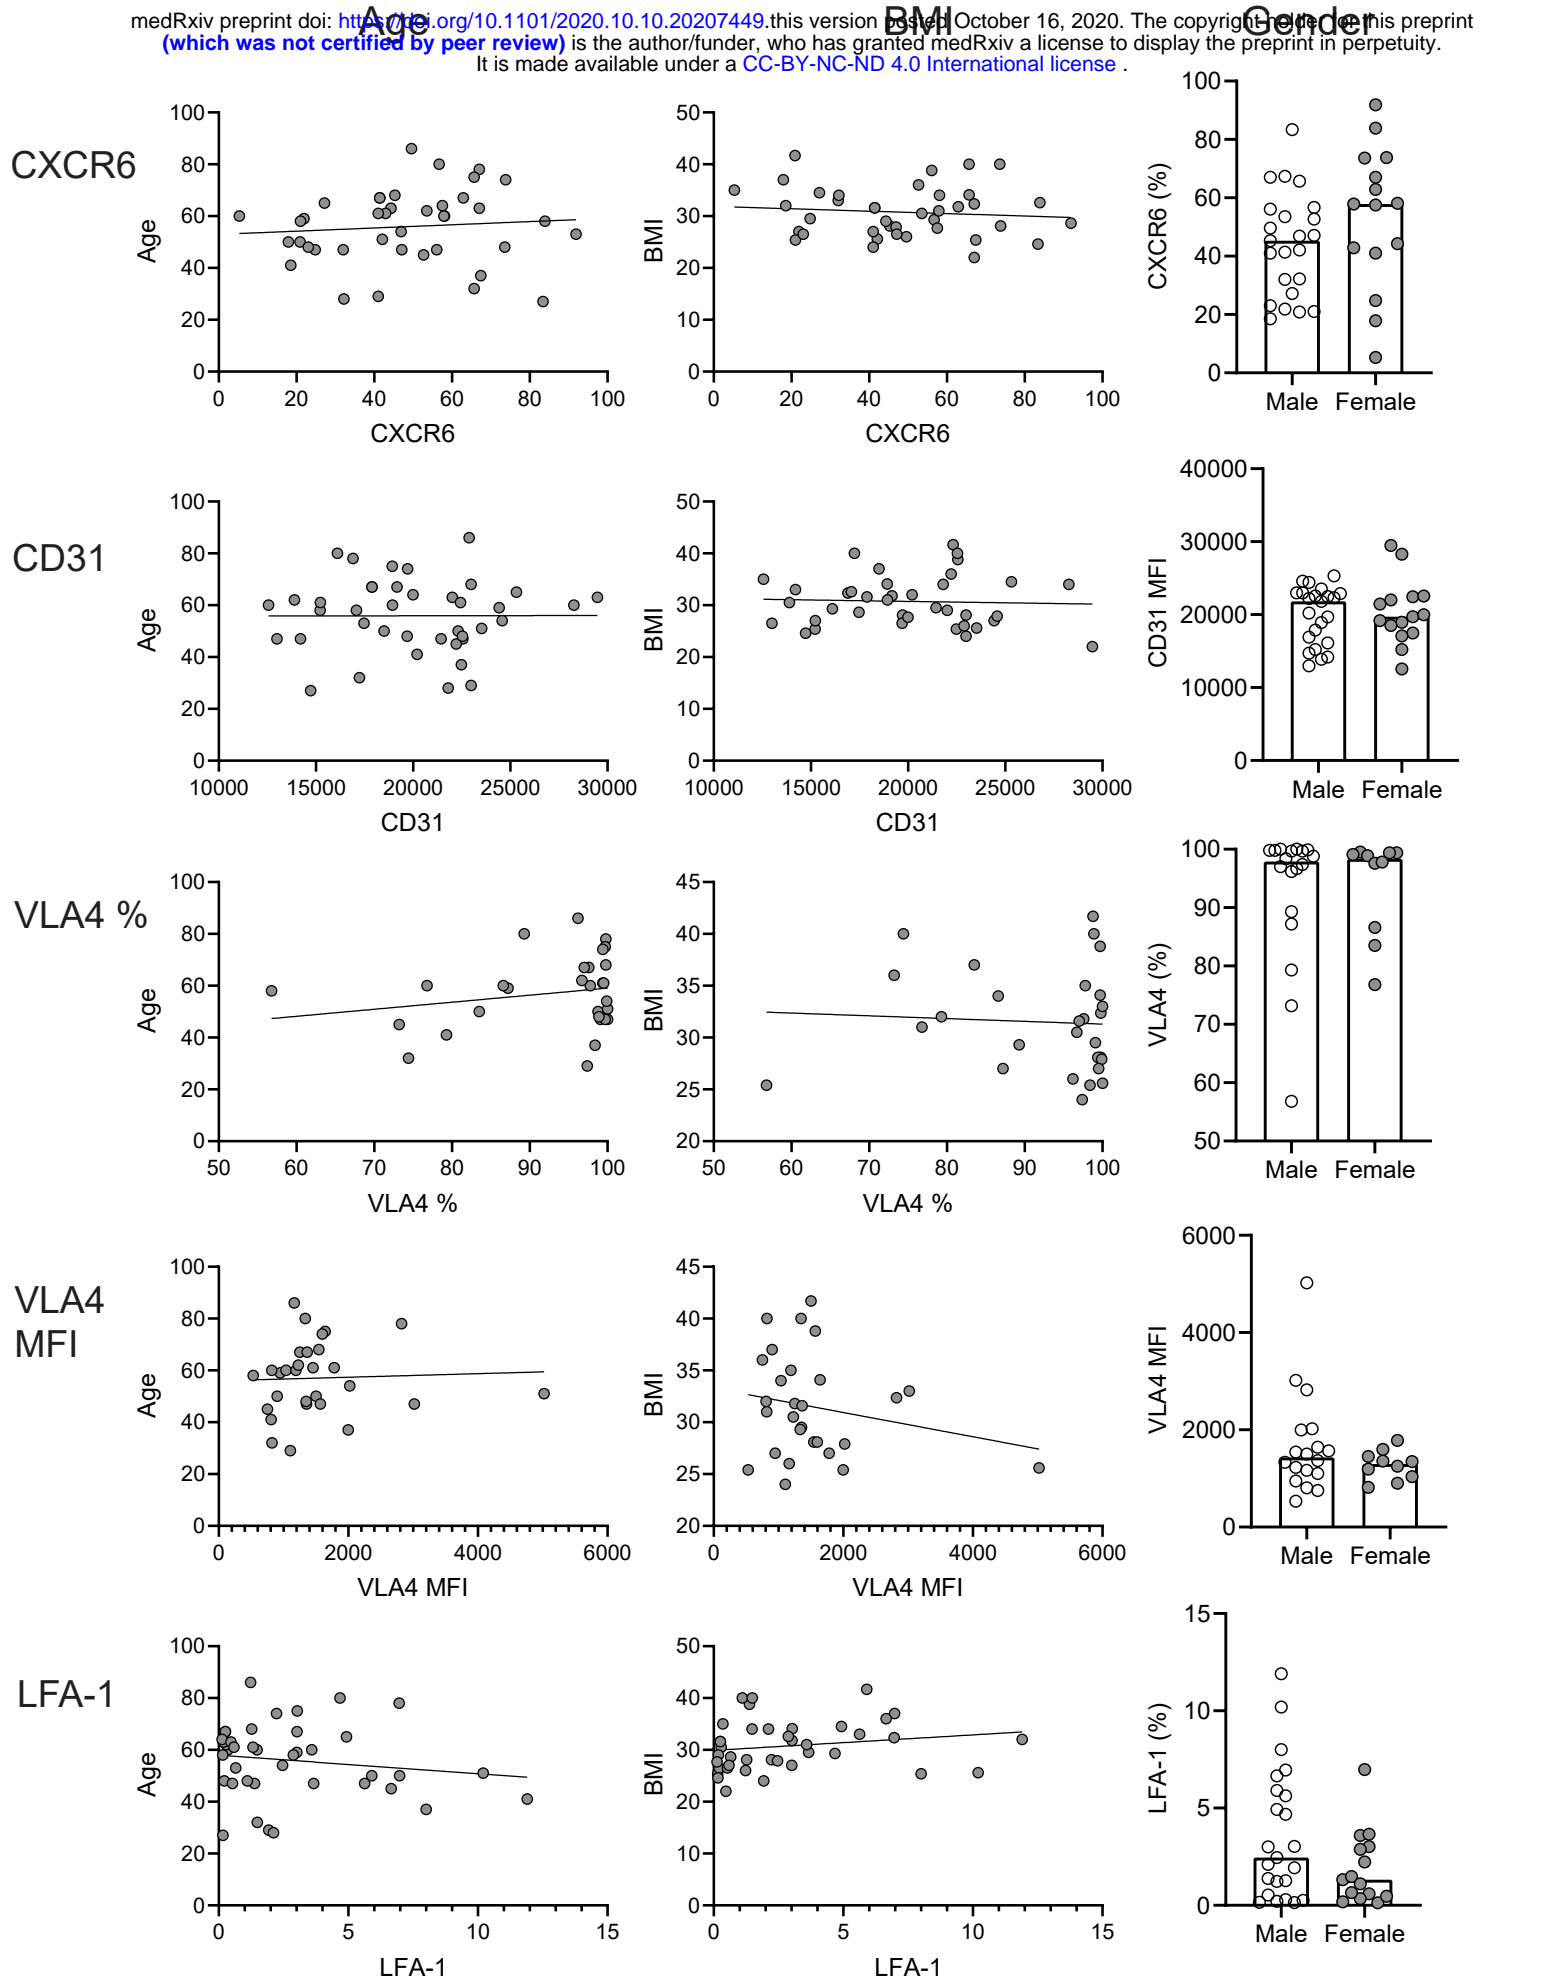 medRxiv preprint doi: https://doi.org/10.1101/2020.10.10.20207449.this version posted October 16, 2020. The copyright holder for this preprint
(which was not certified by peer review) is the author/funder, who has granted medRxiv a license to display the preprint in perpetuity.
It is made available under a CC-BY-NC-ND 4.0 International license .
Age BMI Gender
CXCR6
100
80
60
40
20
0
Age
0 20 40 60 80 100
CXCR6
50
40
30
20
10
0
BMI
0 20 40 60 80 100
CXCR6
100
80
60
40
20
0
CXCR6 (%)
Male Female
CD31
100
80
60
40
20
0
Age
10000 15000 20000 25000 30000
CD31
50
40
30
20
10
0
BMI
10000 15000 20000 25000 30000
CD31
40000
30000
20000
10000
0
CD31 MFI
Male Female
VLA4 %
100
80
60
40
20
0
Age
50 60 70 80 90 100
VLA4 %
45
40
35
30
25
20
BMI
50 60 70 80 90 100
VLA4 %
100
90
80
70
60
50
VLA4 (%)
Male Female
VLA4
MFI
100
80
60
40
20
0
Age
0 2000 4000 6000
VLA4 MFI
45
40
35
30
25
20
BMI
0 2000 4000 6000
VLA4 MFI
6000
4000
2000
0
VLA4 MFI
Male Female
LFA-1
100
80
60
40
20
0
Age
0 5 10 15
LFA-1
50
40
30
20
10
0
BMI
0 5 10 15
LFA-1
15
10
5
0
LFA-1 (%)
Male Female